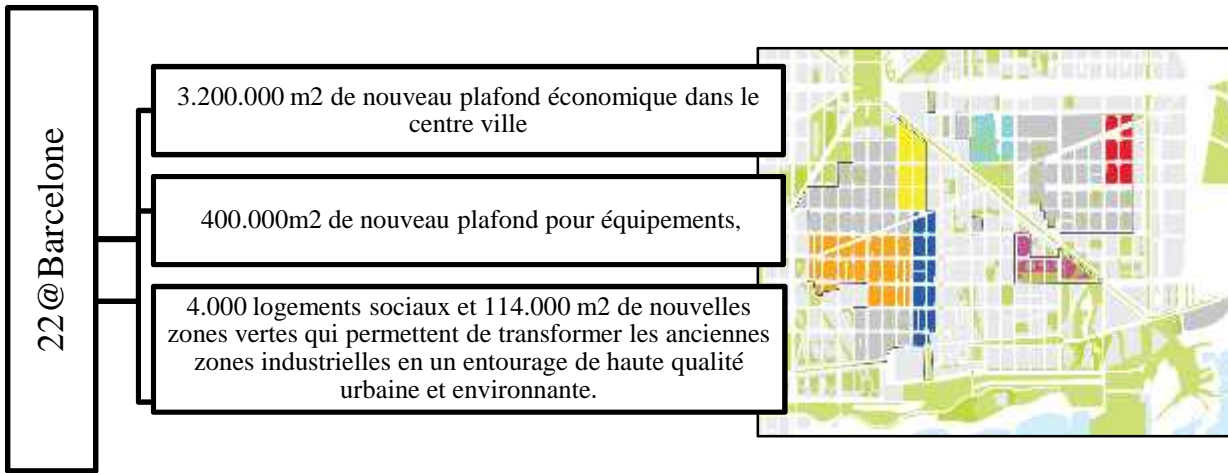 22@Barcelone
3.200.000 m2 de nouveau plafond économique dans le
centre ville
400.000m2 de nouveau plafond pour équipements,
4.000 logements sociaux et 114.000 m2 de nouvelles
zones vertes qui permettent de transformer les anciennes
zones industrielles en un entourage de haute qualité
urbaine et environnante.